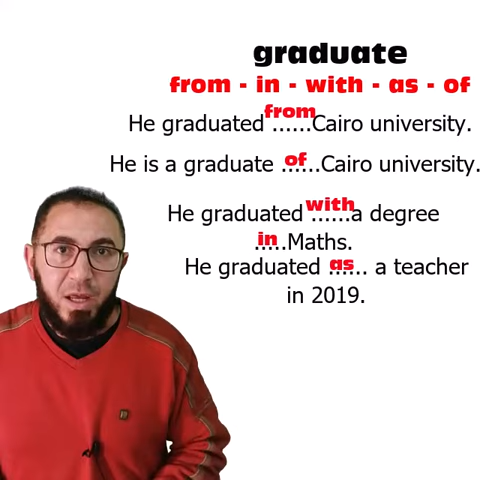 graduate
from - in - with - as - of
He graduated ......from Cairo university.
He is a graduate ......of Cairo university.
He graduated ......with a degree
.....in Maths.
He graduated ......as a teacher
in 2019.